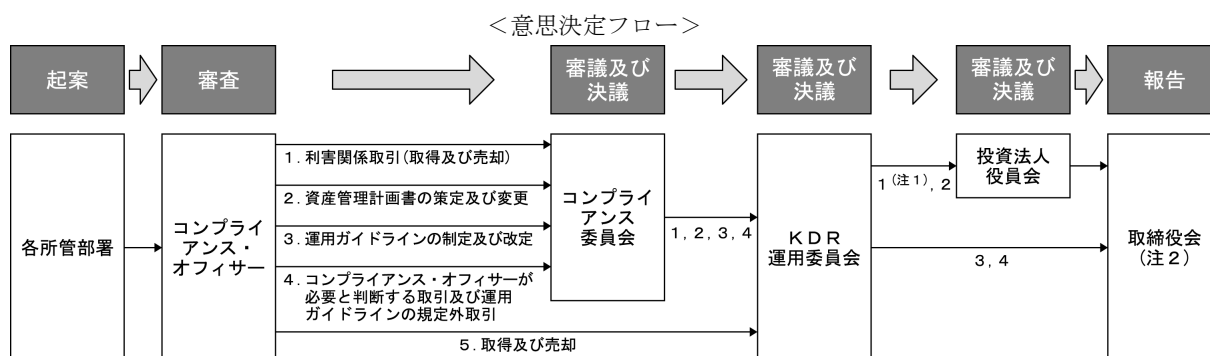 ＜意思決定フロー＞
起案
審査
審議及び
決議
審議及び
決議
審議及び
決議
報告
各所管部署
コンプライ
アンス・
オフィサー
1．利害関係取引(取得及び売却)
2．資産管理計画書の策定及び変更
3．運用ガイドラインの制定及び改定
4．コンプライアンス・オフィサーが
必要と判断する取引及び運用
ガイドラインの規定外取引
5．取得及び売却
コンプライ
アンス
委員会
1, 2, 3, 4
ＫＤＲ
運用委員会
1(注1), 2
3, 4
投資法人
役員会
取締役会
(注２)